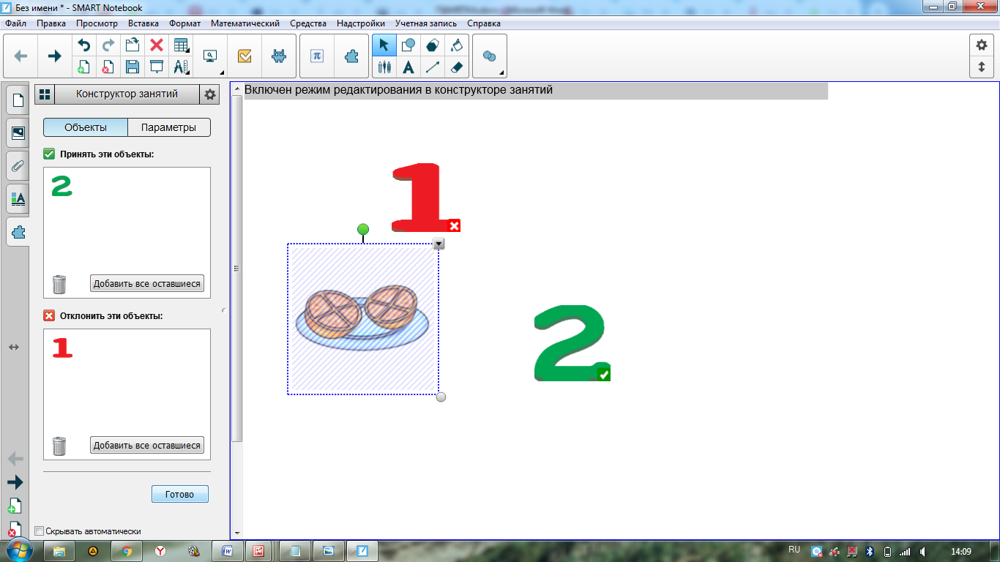 Без имени * - SMART Notebook
Файл Правка Просмотр Вставка Формат Математический Средства Надстройки Учетная запись Справка
π
A
Конструктор занятий
Включен режим редактирования в конструкторе занятий
Объекты Параметры
Принять эти объекты:
2
Добавить все оставшиеся
Отклонить эти объекты:
1
Добавить все оставшиеся
Готово
Скрывать автоматически
1
2
RU 14:09